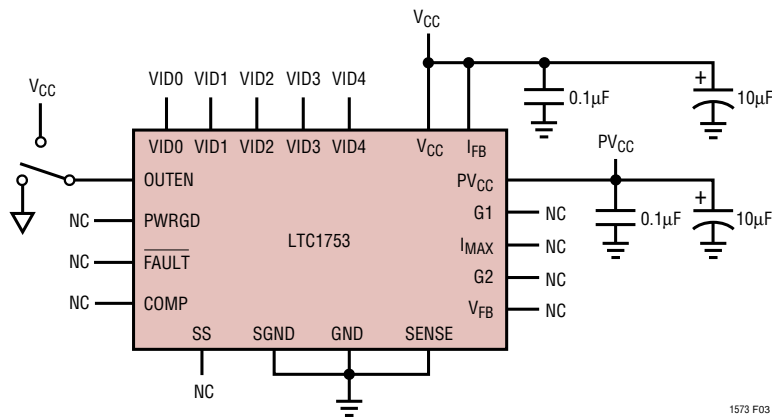 VCC
VCC
VID0 VID1 VID2 VID3 VID4
0.1µF
10µF
+
VID0 VID1 VID2 VID3 VID4 VCC IFB
PVCC
OUTEN
PVCC
+
PWRGD
NC
G1
NC
0.1µF
10µF
LTC1753
IMAX
NC
FAULT
NC
G2
NC
COMP
NC
VFB
NC
SS SGND GND SENSE
NC
1573 F03